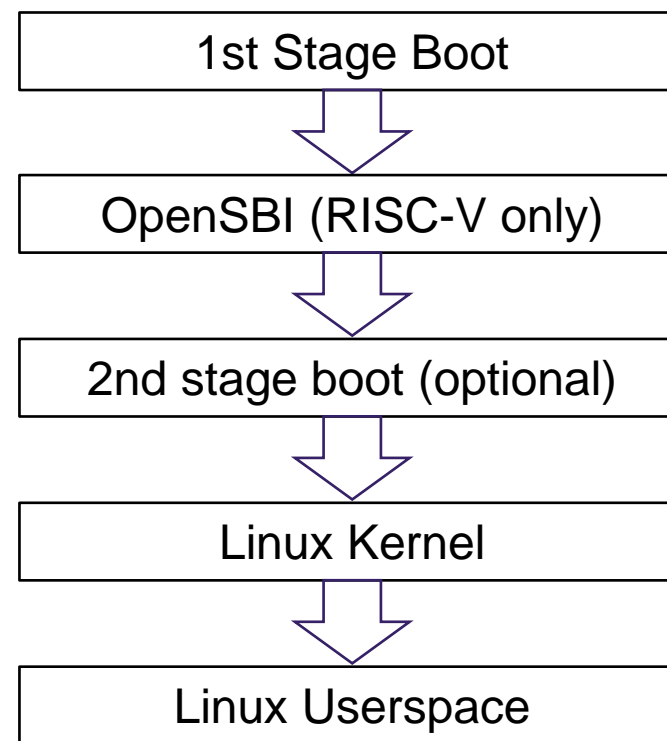 1st Stage Boot
OpenSBI (RISC-V only)
2nd stage boot (optional)
Linux Kernel
Linux Userspace